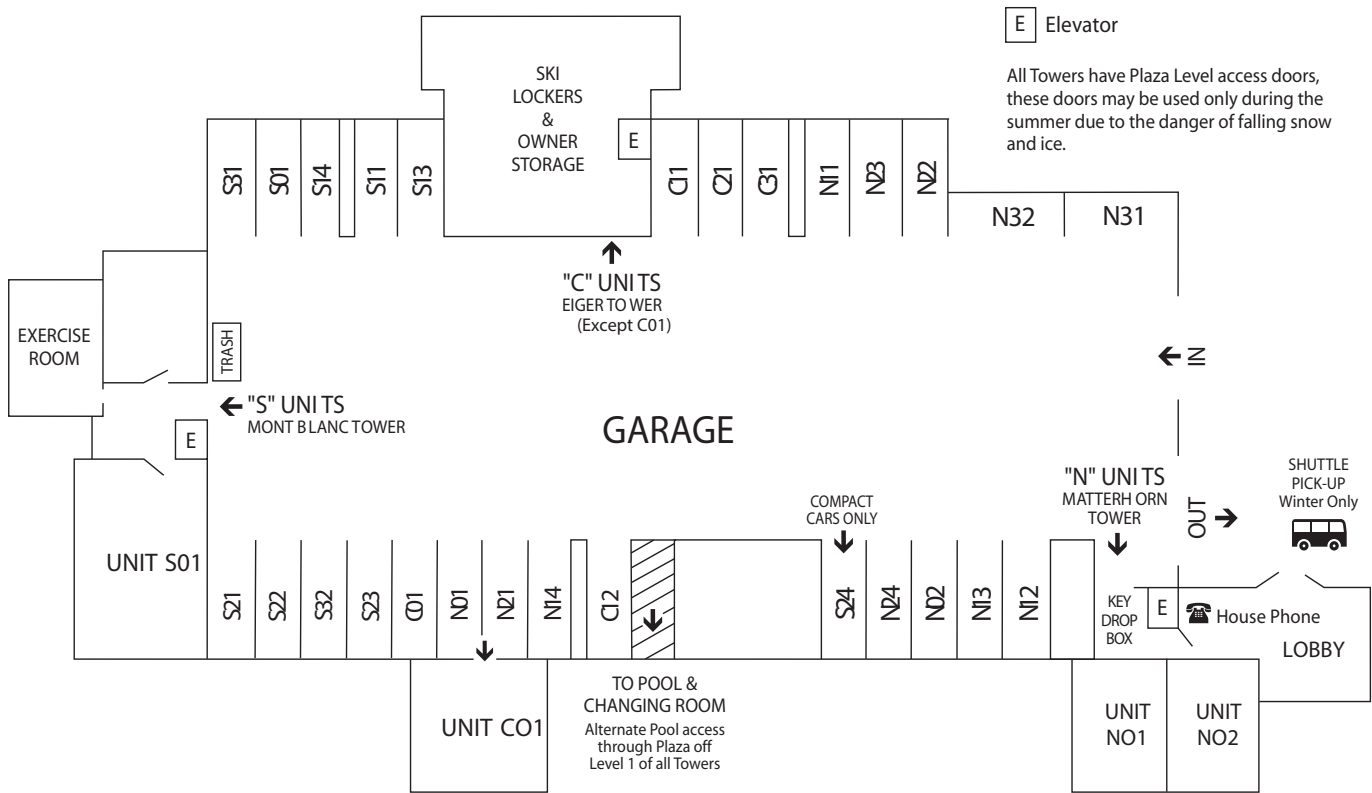 E Elevator
All Towers have Plaza Level access doors,
these doors may be used only during the
summer due to the danger of falling snow
and ice.
SKI
LOCKERS
&
OWNER
STORAGE
E
S31
S01
S14
S11
S13
C11
C21
C31
N11
N23
N22
N32
N31
"C" UNITS
EIGER TO WER
(Except C01)
EXERCISE
ROOM
TRASH
IN
"S" UNITS
MONT BLANC TOWER
E
GARAGE
"N" UNITS
MATTERH ORN
TOWER
COMPACT
CARS ONLY
OUT
SHUTTLE
PICK-UP
Winter Only
UNIT S01
S21
S22
S32
S23
C01
N01
N21
N14
C12
S24
N24
N02
N13
N12
KEY
DROP
BOX
E
House Phone
LOBBY
UNIT CO1
TO POOL &
CHANGING ROOM
Alternate Pool access
through Plaza off
Level 1 of all Towers
UNIT
NO1
UNIT
NO2